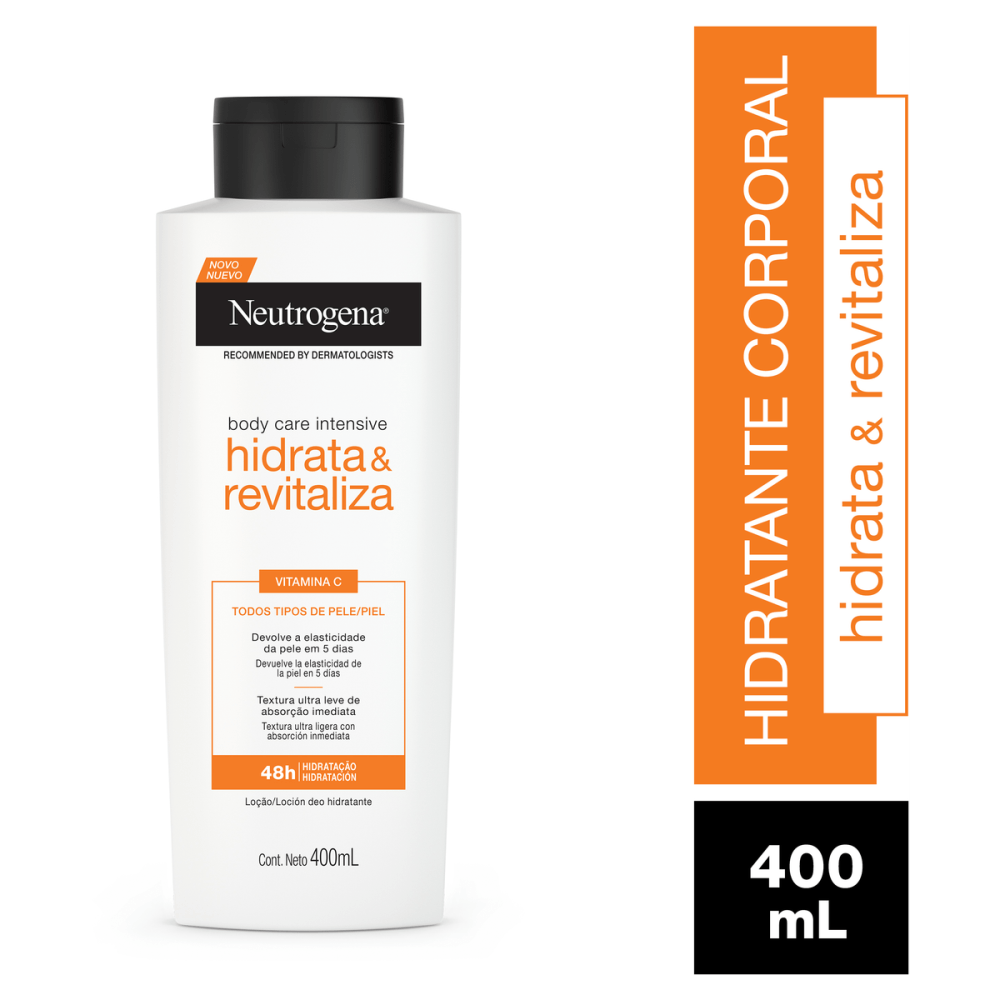 NOVO
NUEVO
Neutrogena®
RECOMMENDED BY DERMATOLOGISTS
body care intensive
hidrata &
revitaliza
VITAMINA C
TODOS TIPOS DE PELE/PIEL
Devolve a elasticidade
da pele em 5 dias
Devuelve la elasticidad de
la piel en 5 días
Textura ultra leve de
absorção imediata
Textura ultra ligera con
absorción inmediata
48h
HIDRATAÇÃO
HIDRATACIÓN
Loção/Loción deo hidratante
Cont. Neto 400mL
HIDRATANTE CORPORAL
hidrata & revitaliza
400
mL